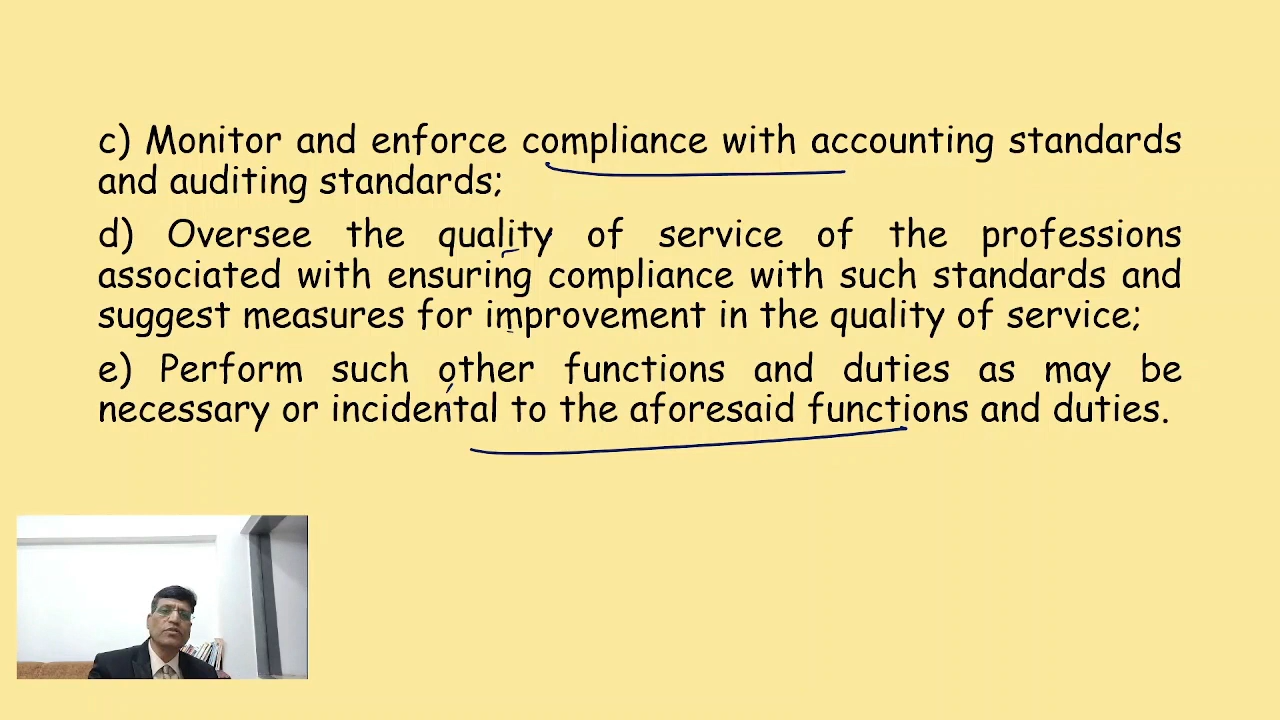 c) Monitor and enforce compliance with accounting standards
and auditing standards;
d) Oversee the quality of service of the professions
associated with ensuring compliance with such standards and
suggest measures for improvement in the quality of service;
e) Perform such other functions and duties as may be
necessary or incidental to the aforesaid functions and duties.